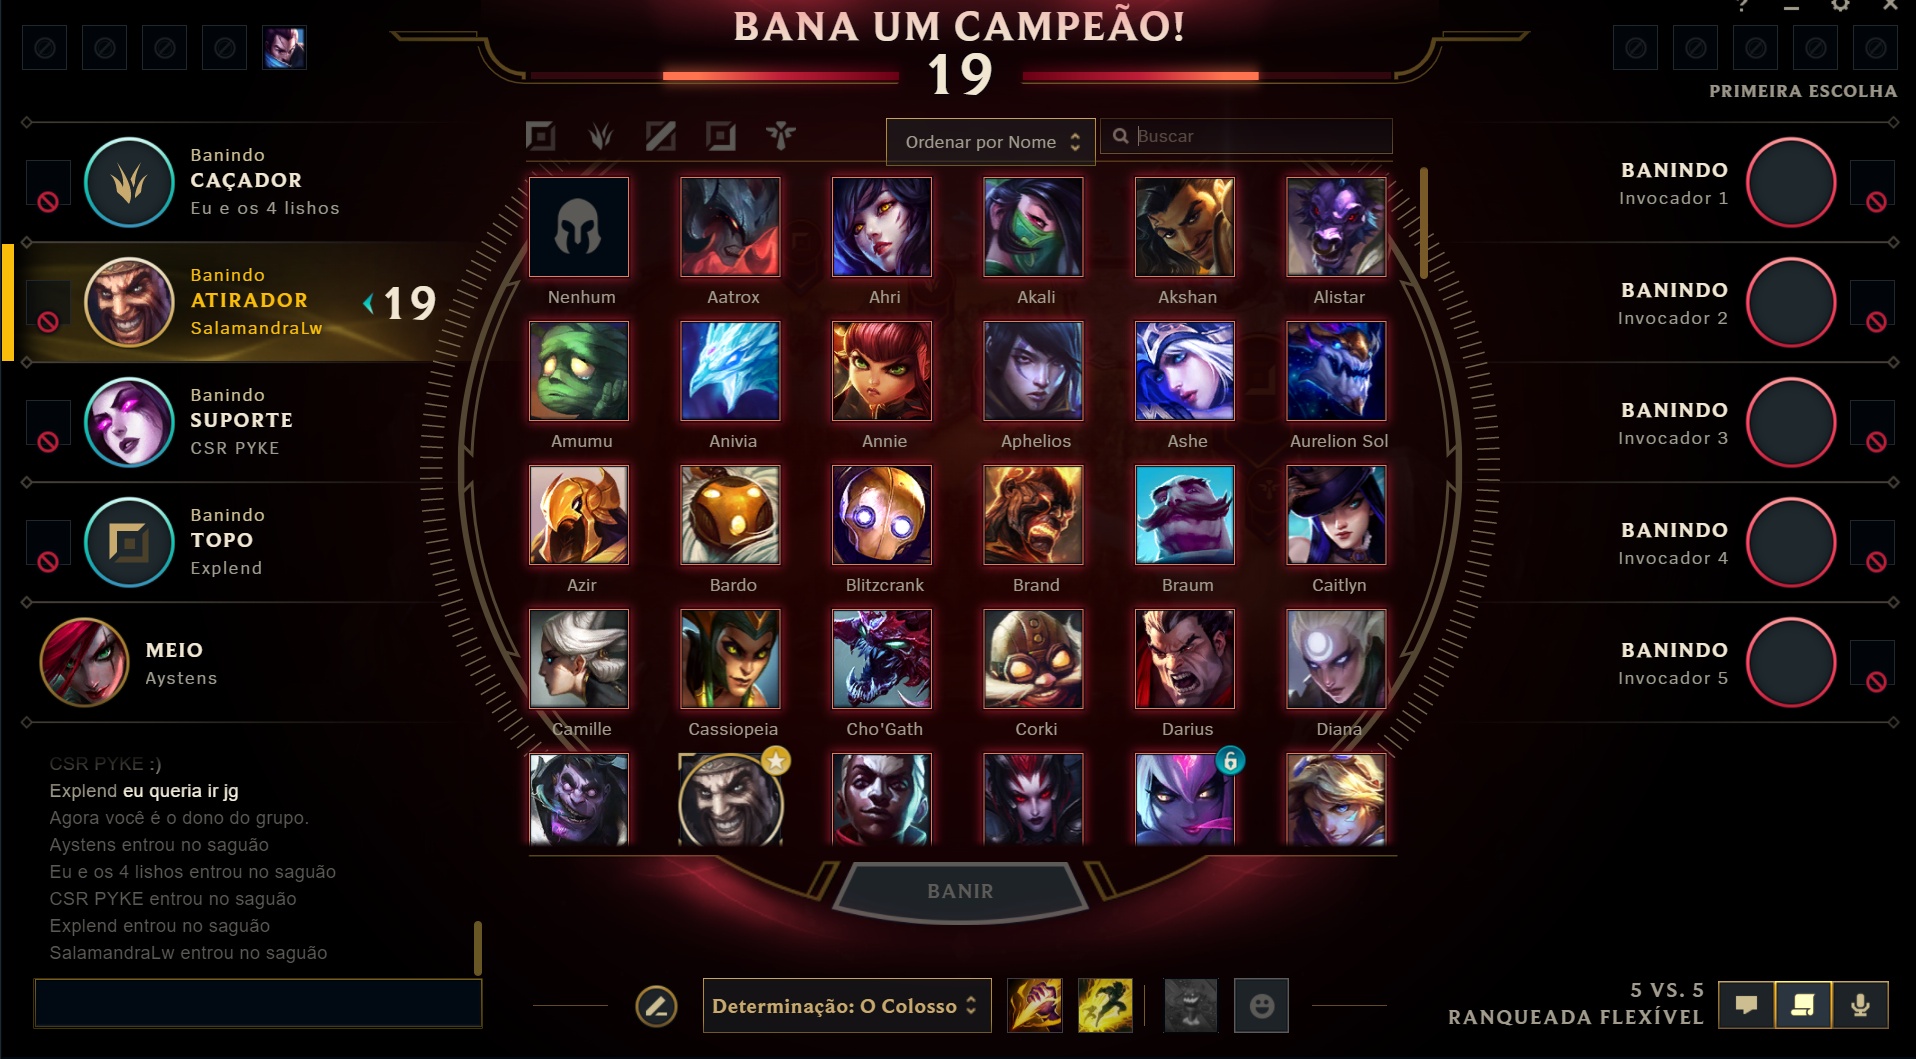 BANA UM CAMPEÃO!
19
PRIMEIRA ESCOLHA
Ordenar por Nome
Buscar
Banindo
CAÇADOR
Eu e os 4 lishos
Banindo
ATIRADOR
SalamandraLw
19
Banindo
SUPORTE
CSR PYKE
Banindo
TOPO
Explend
MEIO
Aystens
Nenhum Aatrox Ahri Akali Akshan Alistar
Amumu Anivia Annie Aphelios Ashe Aurelion Sol
Azir Bardo Blitzcrank Brand Braum Caitlyn
Camille Cassiopeia Cho'Gath Corki Darius Diana
BANINDO
Invocador 1
BANINDO
Invocador 2
BANINDO
Invocador 3
BANINDO
Invocador 4
BANINDO
Invocador 5
CSR PYKE :)
Explend eu queria ir jg
Agora você é o dono do grupo.
Aystens entrou no saguão
Eu e os 4 lishos entrou no saguão
CSR PYKE entrou no saguão
Explend entrou no saguão
SalamandraLw entrou no saguão
BANIR
Determinação: O Colosso
5 VS. 5
RANQUEADA FLEXÍVEL